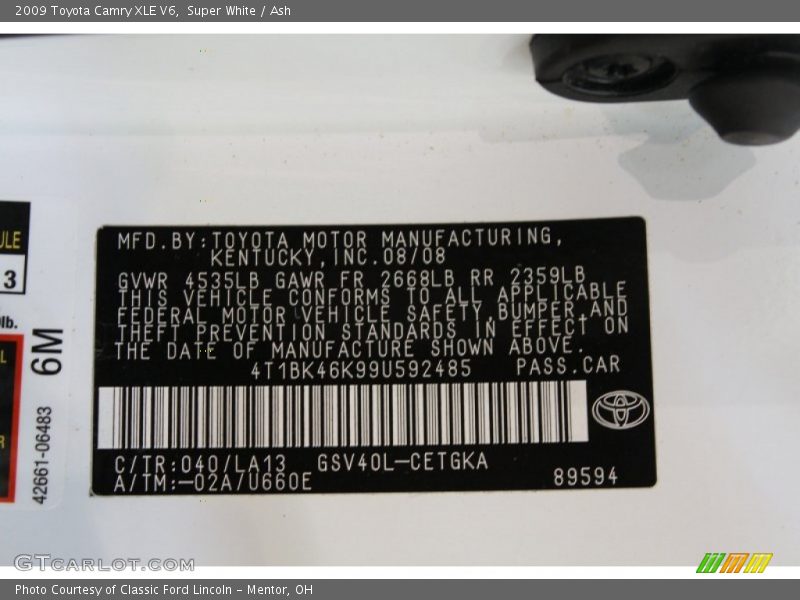 2009 Toyota Camry XLE V6,  Super White / Ash
MFD.BY:TOYOTA MOTOR MANUFACTURING,
KENTUCKY,INC.08/08
GVWR 4535LB GAWR FR 2668LB RR 2359LB
THIS VEHICLE CONFORMS TO ALL APPLICABLE
FEDERAL MOTOR VEHICLE SAFETY,BUMPER,AND
THEFT PREVENTION STANDARDS IN EFFECT ON
THE DATE OF MANUFACTURE SHOWN ABOVE.
4T1BK46K99U592485 PASS.CAR
C/TR:040/LA13 GSV40L-CETGKA
A/TM:-02A/U660E 89594
3
lb.
6M
42661-06483
GTCarLot.com
Photo Courtesy of Classic Ford Lincoln - Mentor, OH